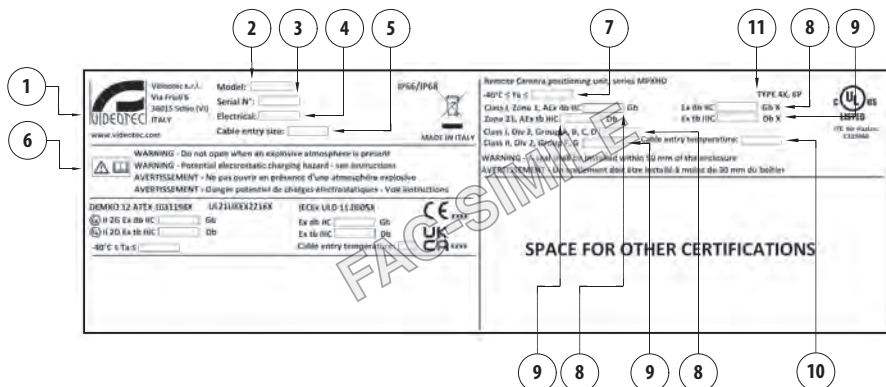 2
3
4
5
7
11
8
9
1
6
VIDEOTEC
Videotec s.r.l.
Via Friuli 6
36015 Schio (VI)
ITALY
www.videotec.com
Model:
Serial N°:
Electrical:
Cable entry size:
IP66/IP68
MADE IN ITALY
WARNING - Do not open when an explosive atmosphere is present
WARNING - Potential electrostatic charging hazard - see instructions
AVERTISSEMENT - Ne pas ouvrir en présence d'une atmosphère explosive
AVERTISSEMENT - Danger potentiel de charges électrostatiques - Voir instructions
DEMKO 12 ATEX
II 2G Ex db IIC Gb
II 2D Ex tb IIIC Db
-40°C ≤ Ta ≤
UL21UKEX2216X
IECEx ULD
Ex db IIC Gb
Ex tb IIIC Db
Cable entry temperature:
CE xxxx
UK CA xxxx
Remote Camera positioning unit, series MPXHD
-40°C ≤ Ta ≤
TYPE 4X, 6P
Class I, Zone 1, AEx db IIC Gb
Ex db IIC Gb X
Zone 21, AEx tb IIIC Db
Ex tb IIIC Db X
Class I, Div 2, Group A, B, C, D
Cable entry temperature:
Class II, Div 2, Group F, G
WARNING - A seal shall be installed within 50 mm of the enclosure
AVERTISSEMENT - Un scellement doit être installé à moins de 50 mm du boîtier
C UL US
LISTED
FAC-SIMILE
SPACE FOR OTHER CERTIFICATIONS
9
8
9
8
10